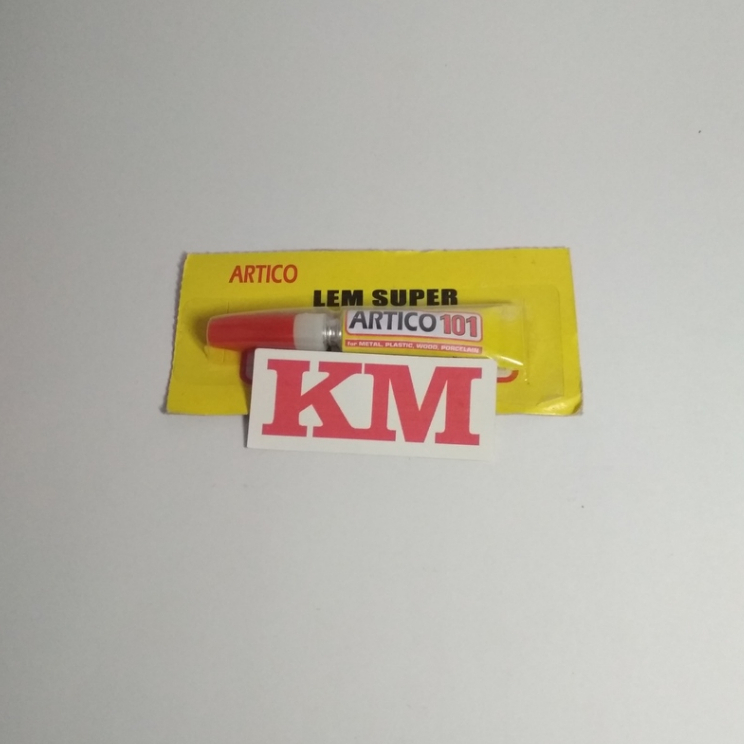 ARTICO
LEM SUPER
ARTICO 101
for METAL, PLASTIC, WOOD, PORCELAIN
KM